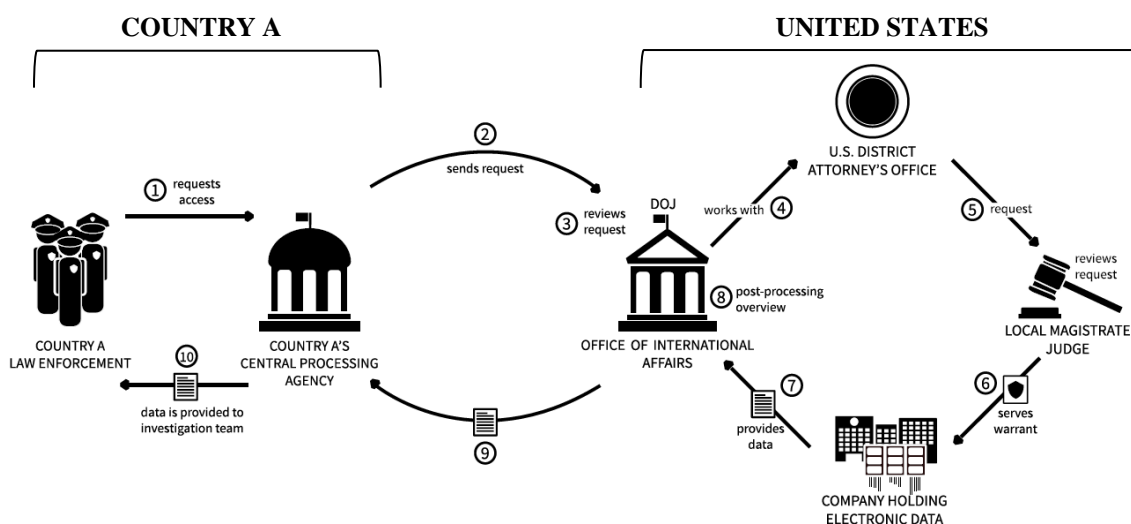 COUNTRY A
UNITED STATES
1
requests
access
COUNTRY A
LAW ENFORCEMENT
COUNTRY A'S
CENTRAL PROCESSING
AGENCY
2
sends request
3
reviews
request
DOJ
OFFICE OF INTERNATIONAL
AFFAIRS
works with
4
U.S. DISTRICT
ATTORNEY'S OFFICE
5
request
reviews
request
LOCAL MAGISTRATE
JUDGE
6
serves
warrant
COMPANY HOLDING
ELECTRONIC DATA
7
provides
data
8
post-processing
overview
9
10
data is provided to
investigation team